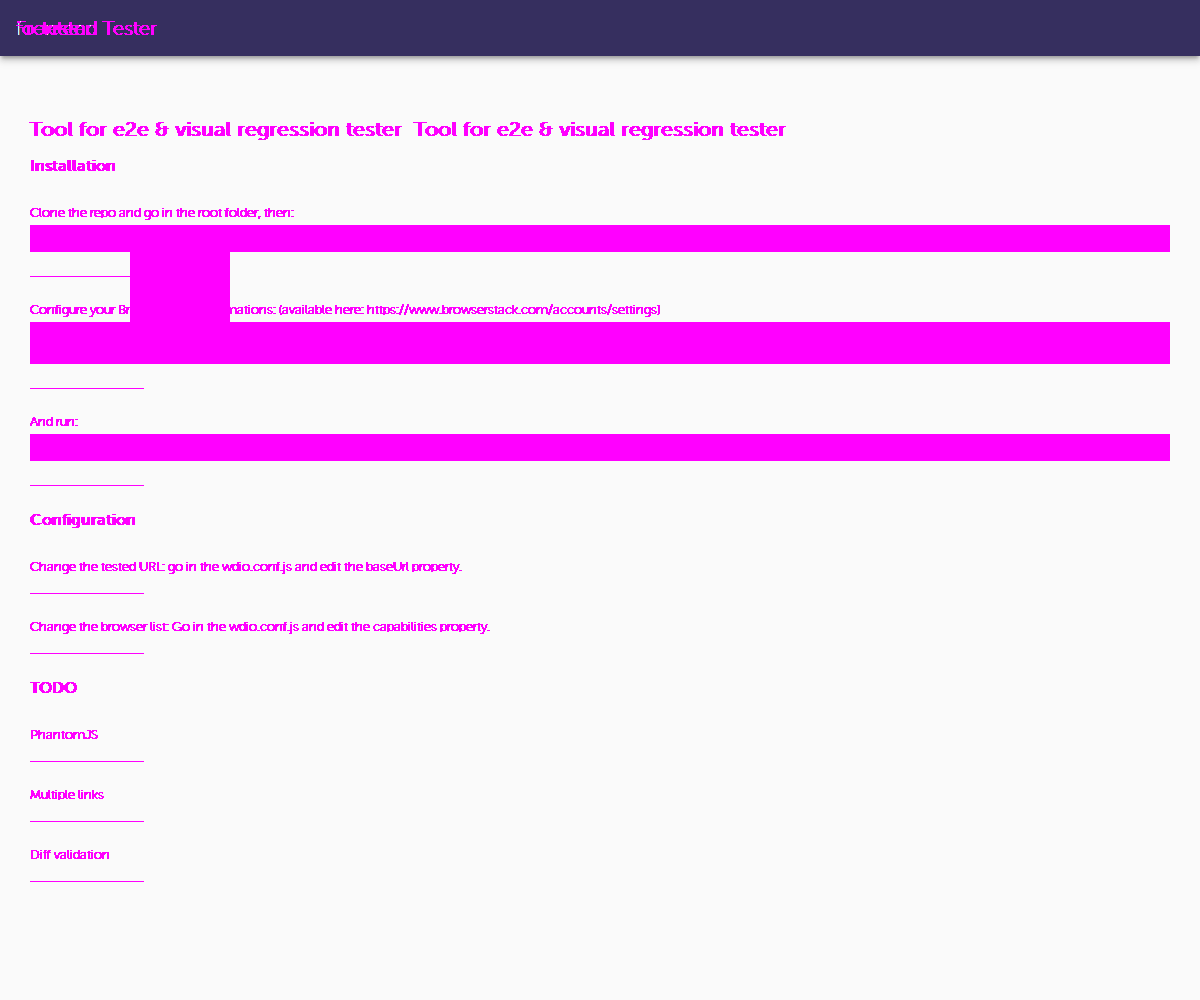 Tester
Tool for e2e & visual regression tester Tool for e2e & visual regression tester
Installation
Clone the repo and go in the root folder, then:
Configure your Br mations: (available here: https://www.browserstack.com/accounts/settings)
And run:
Configuration
Change the tested URL: go in the wdio.conf.js and edit the baseUrl property.
Change the browser list: Go in the wdio.conf.js and edit the capabilities property.
TODO
PhantomJS
Multiple links
Diff validation